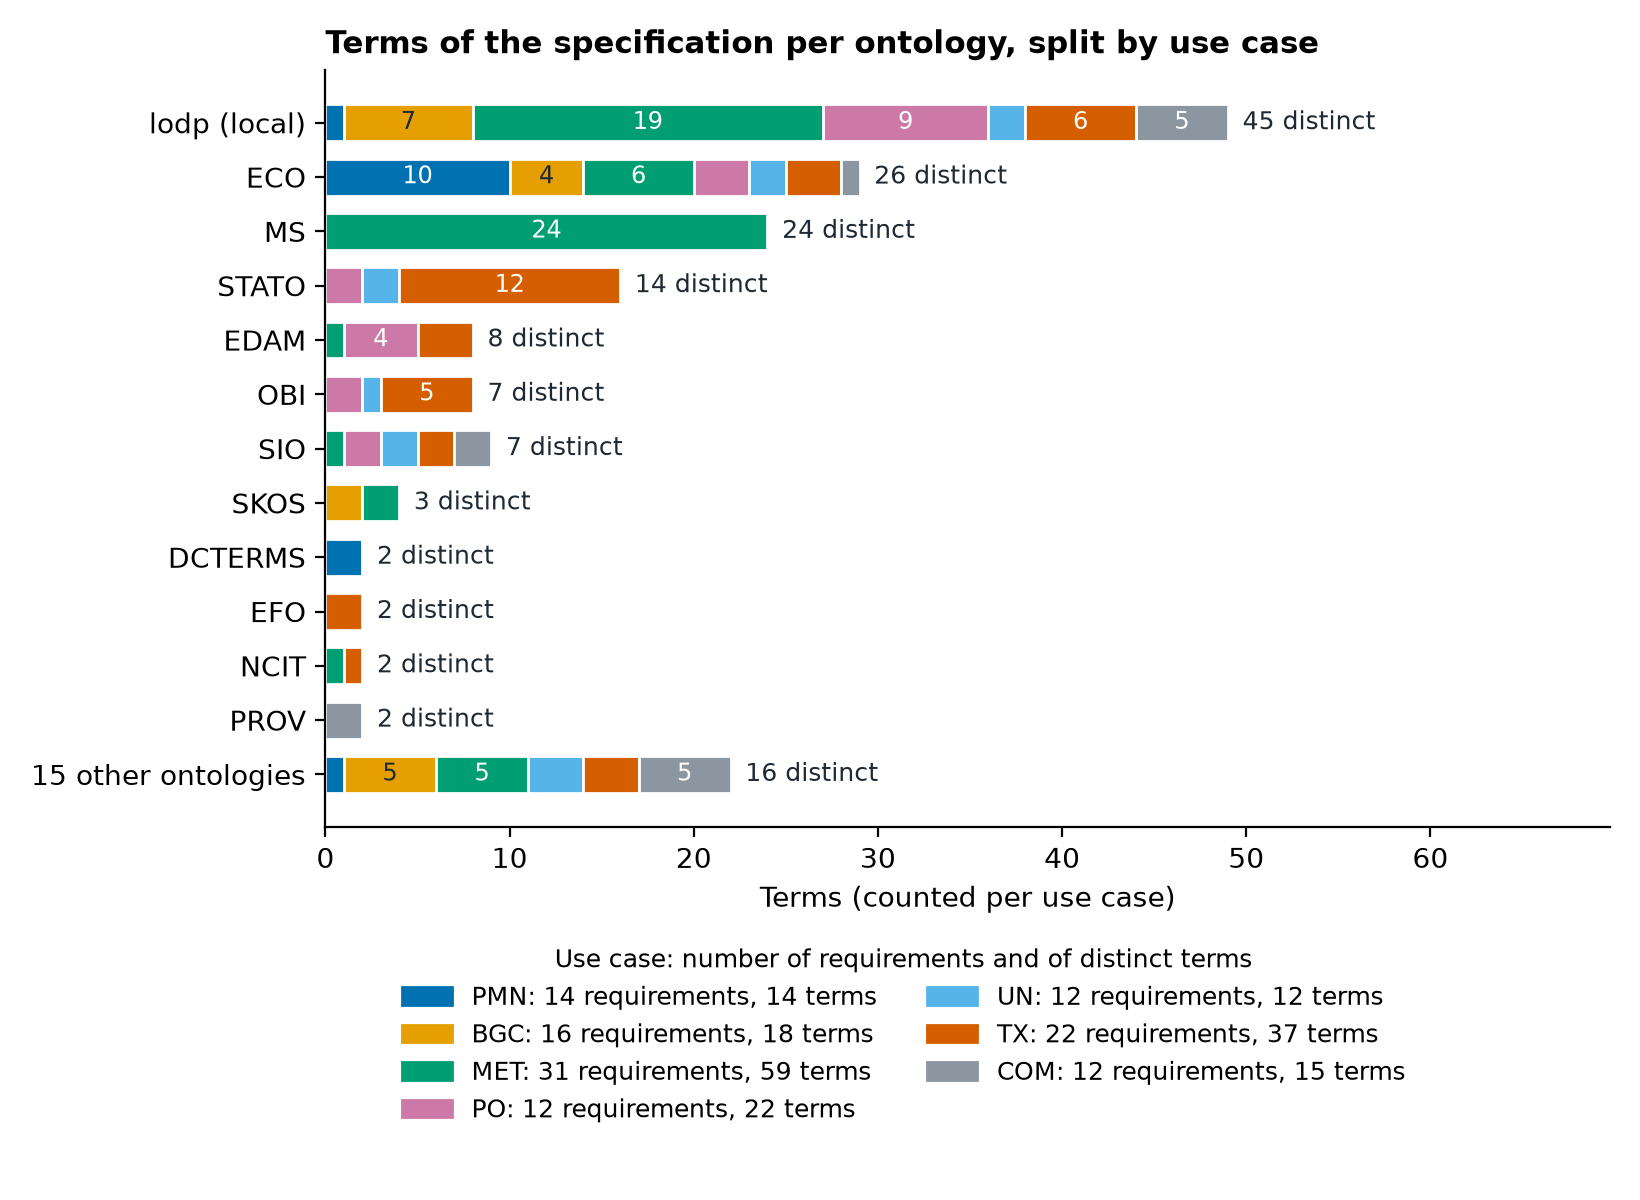 Terms of the specification per ontology, split by use case
lodp (local) 7 19 9 6 5 45 distinct
ECO 10 4 6 26 distinct
MS 24 24 distinct
STATO 12 14 distinct
EDAM 4 8 distinct
OBI 5 7 distinct
SIO 7 distinct
SKOS 3 distinct
DCTERMS 2 distinct
EFO 2 distinct
NCIT 2 distinct
PROV 2 distinct
15 other ontologies 5 5 5 16 distinct
0 10 20 30 40 50 60
Terms (counted per use case)
Use case: number of requirements and of distinct terms
PMN: 14 requirements, 14 terms
BGC: 16 requirements, 18 terms
MET: 31 requirements, 59 terms
PO: 12 requirements, 22 terms
UN: 12 requirements, 12 terms
TX: 22 requirements, 37 terms
COM: 12 requirements, 15 terms